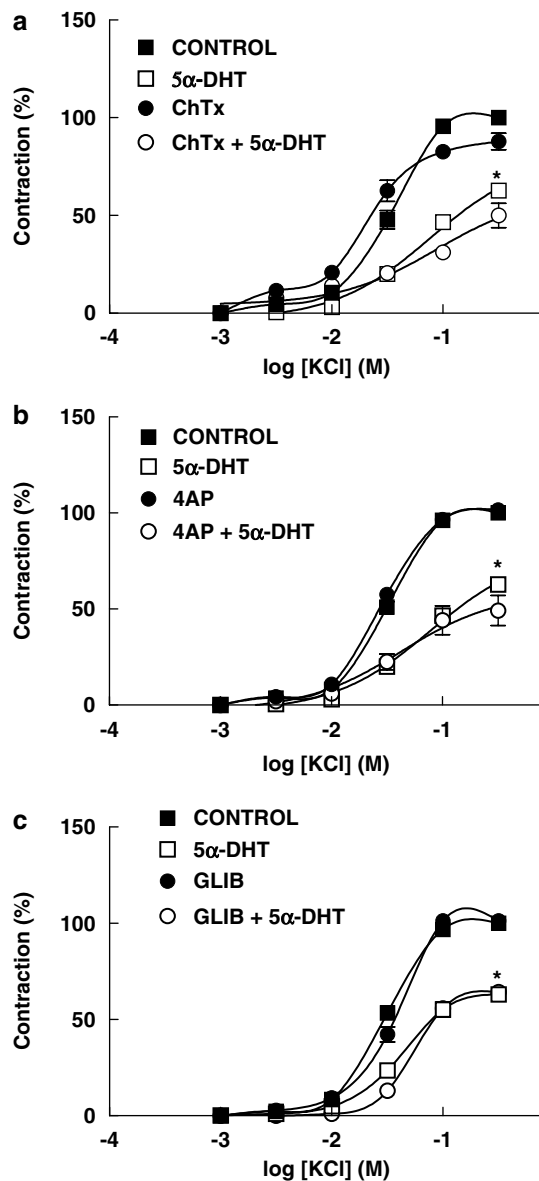 a
150
CONTROL
5α-DHT
ChTx
ChTx + 5α-DHT
100
50
0
*
Contraction (%)
-4
-3
-2
-1
log [KCl] (M)
b
150
CONTROL
5α-DHT
4AP
4AP + 5α-DHT
100
50
0
*
Contraction (%)
-4
-3
-2
-1
log [KCl] (M)
c
150
CONTROL
5α-DHT
GLIB
GLIB + 5α-DHT
100
50
0
*
Contraction (%)
-4
-3
-2
-1
log [KCl] (M)